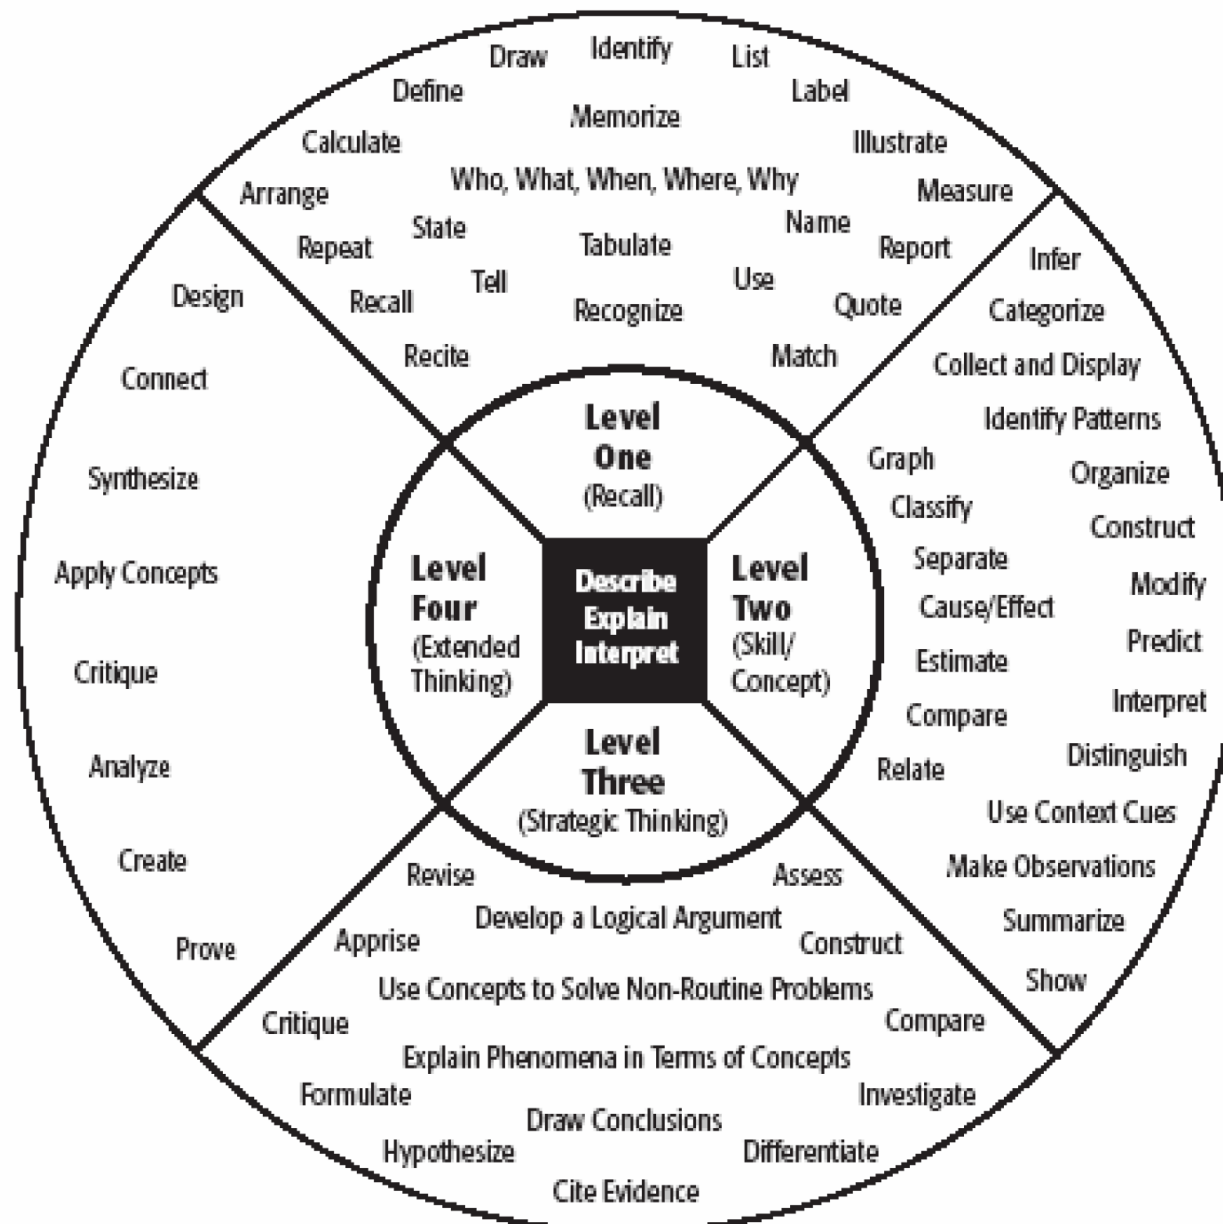 Draw
Identify
List
Define
Label
Memorize
Calculate
Illustrate
Who, What, When, Where, Why
Arrange
Measure
State
Name
Repeat
Tabulate
Report
Tell
Use
Recall
Recognize
Quote
Recite
Match
Level
One
(Recall)
Infer
Categorize
Collect and Display
Identify Patterns
Graph
Organize
Classify
Construct
Separate
Modify
Cause/Effect
Predict
Estimate
Interpret
Compare
Distinguish
Relate
Use Context Cues
Make Observations
Summarize
Show
Level
Two
(Skill/
Concept)
Describe
Explain
Interpret
Level
Four
(Extended
Thinking)
Design
Connect
Synthesize
Apply Concepts
Critique
Analyze
Create
Prove
Level
Three
(Strategic Thinking)
Revise
Assess
Develop a Logical Argument
Apprise
Construct
Use Concepts to Solve Non-Routine Problems
Critique
Compare
Explain Phenomena in Terms of Concepts
Formulate
Investigate
Draw Conclusions
Hypothesize
Differentiate
Cite Evidence